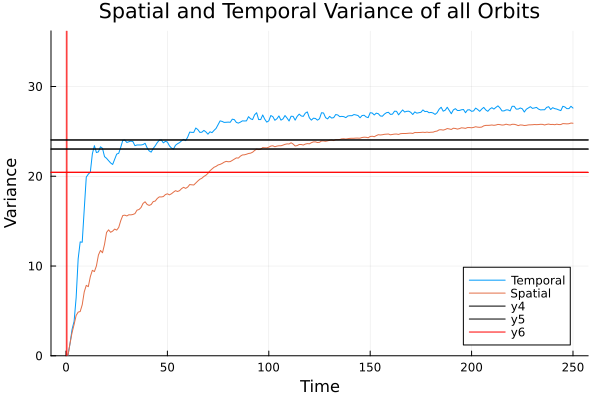 Spatial and Temporal Variance of all Orbits
30
20
10
0
Variance
0 50 100 150 200 250
Time
Temporal
Spatial
y4
y5
y6